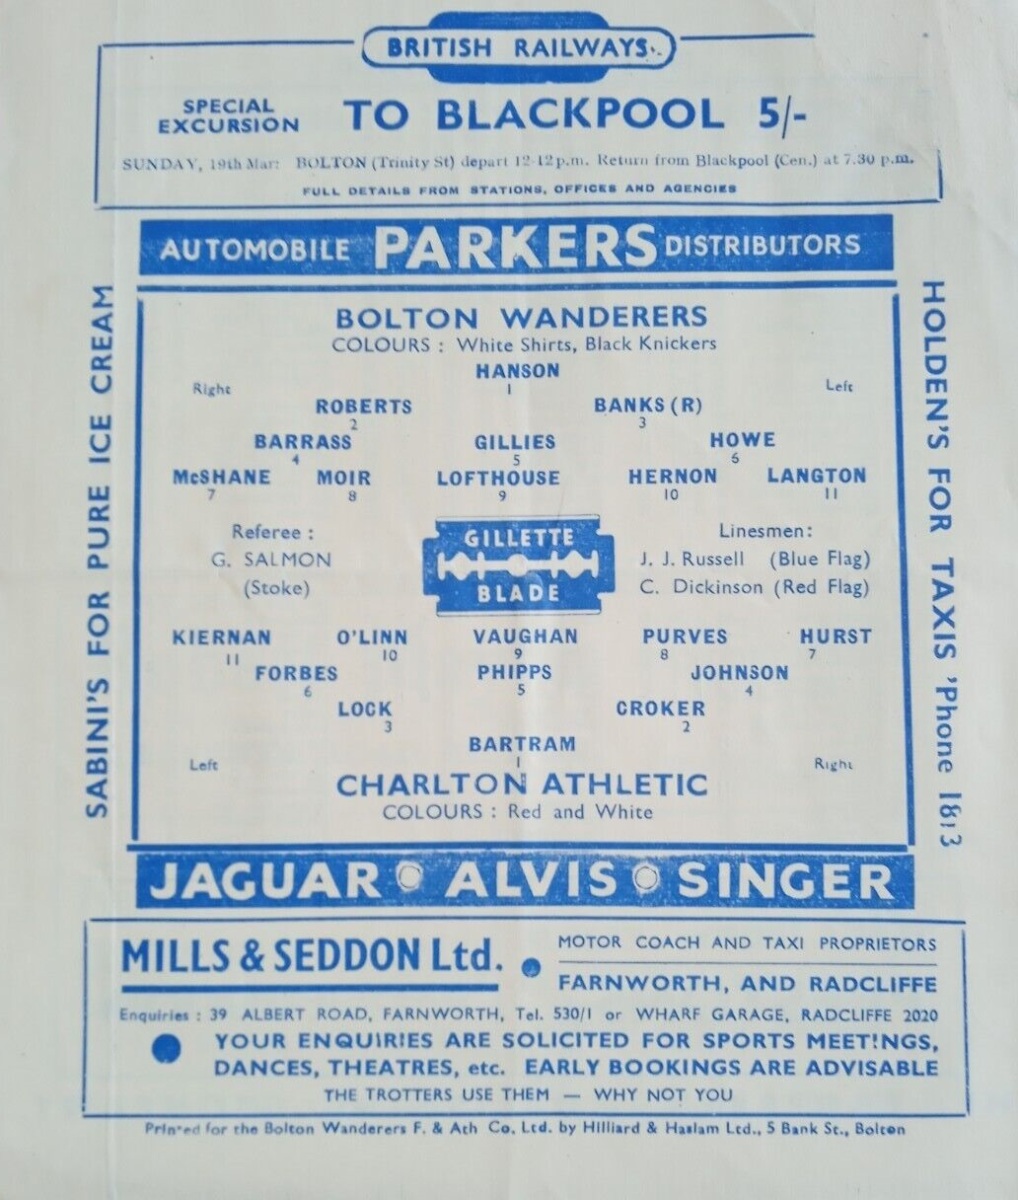 BRITISH RAILWAYS
SPECIAL EXCURSION TO BLACKPOOL 5/-
SUNDAY, 19th Mar: BOLTON (Trinity St) depart 12-12p.m. Return from Blackpool (Cen.) at 7.30 p.m.
FULL DETAILS FROM STATIONS, OFFICES AND AGENCIES
AUTOMOBILE PARKERS DISTRIBUTORS
SABINI'S FOR PURE ICE CREAM
HOLDEN'S FOR TAXIS 'Phone 1813
BOLTON WANDERERS
COLOURS : White Shirts, Black Knickers
HANSON
Right 1 Left
ROBERTS BANKS (R)
2 3
BARRASS GILLIES HOWE
4 5 6
McSHANE MOIR LOFTHOUSE HERNON LANGTON
7 8 9 10 11
Referee : GILLETTE Linesmen:
G. SALMON J. J. Russell (Blue Flag)
(Stoke) BLADE C. Dickinson (Red Flag)
KIERNAN O'LINN VAUGHAN PURVES HURST
11 10 9 8 7
FORBES PHIPPS JOHNSON
6 5 4
LOCK CROKER
3 2
BARTRAM
Left 1 Right
CHARLTON ATHLETIC
COLOURS : Red and White
JAGUAR ALVIS SINGER
MILLS & SEDDON Ltd. MOTOR COACH AND TAXI PROPRIETORS
FARNWORTH, AND RADCLIFFE
Enquiries : 39 ALBERT ROAD, FARNWORTH, Tel. 530/1 or WHARF GARAGE, RADCLIFFE 2020
YOUR ENQUIRIES ARE SOLICITED FOR SPORTS MEETINGS,
DANCES, THEATRES, etc. EARLY BOOKINGS ARE ADVISABLE
THE TROTTERS USE THEM — WHY NOT YOU
Printed for the Bolton Wanderers F. & Ath Co. Ltd. by Hilliard & Haslam Ltd., 5 Bank St., Bolton